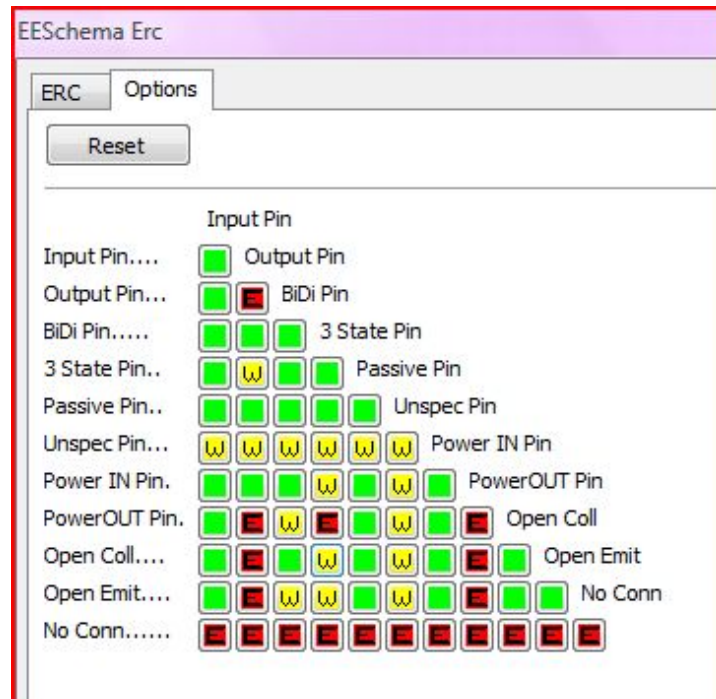 EESchema Erc
ERC Options
Reset
Input Pin
Input Pin.... Output Pin
Output Pin... E BiDi Pin
BiDi Pin..... 3 State Pin
3 State Pin.. W Passive Pin
Passive Pin.. Unspec Pin
Unspec Pin... W W W W W W Power IN Pin
Power IN Pin. W W PowerOUT Pin
PowerOUT Pin. E W E W E Open Coll
Open Coll.... E W W E Open Emit
Open Emit.... E W W W E No Conn
No Conn...... E E E E E E E E E E E